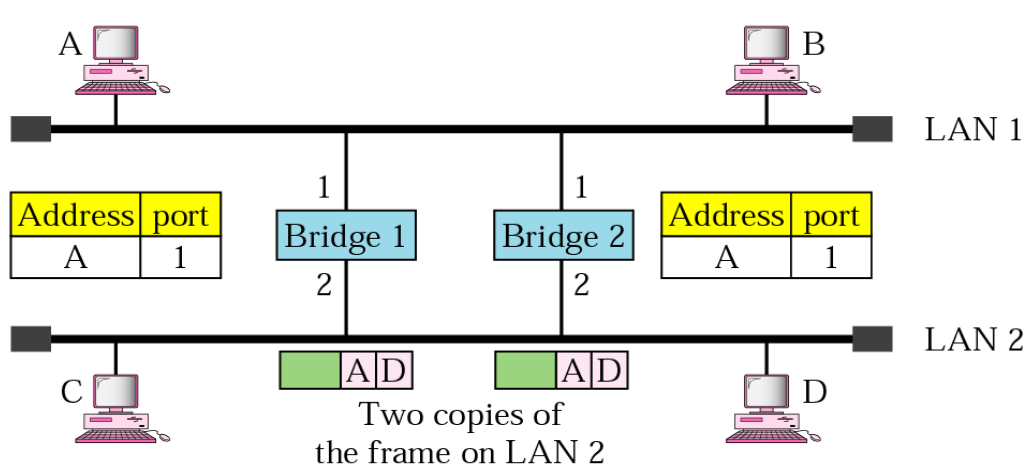 A
B
LAN 1
1
1
Address port
A 1
Bridge 1
Bridge 2
Address port
A 1
2
2
LAN 2
C
A D
A D
D
Two copies of
the frame on LAN 2